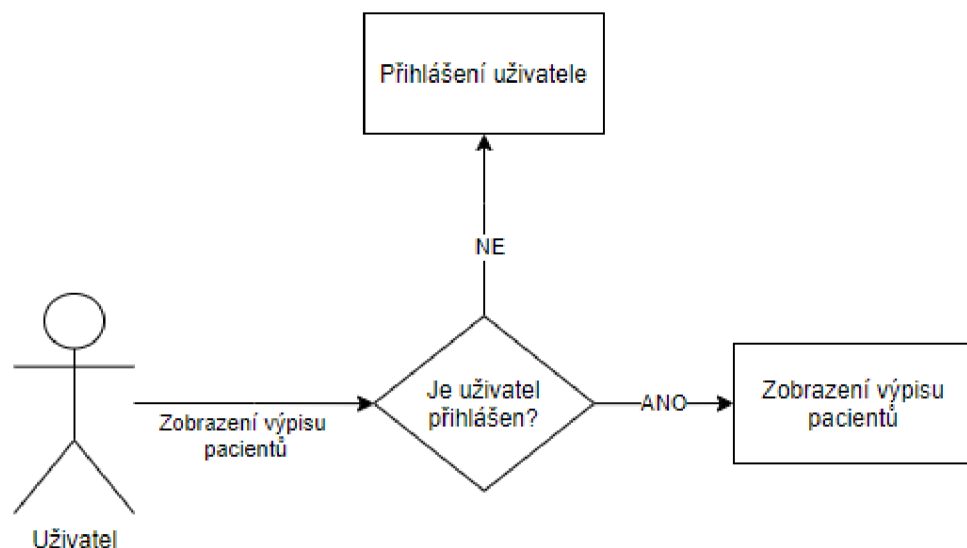 Přihlášení uživatele
NE
Je uživatel
přihlášen?
ANO
Zobrazení výpisu
pacientů
Zobrazení výpisu
pacientů
Uživatel